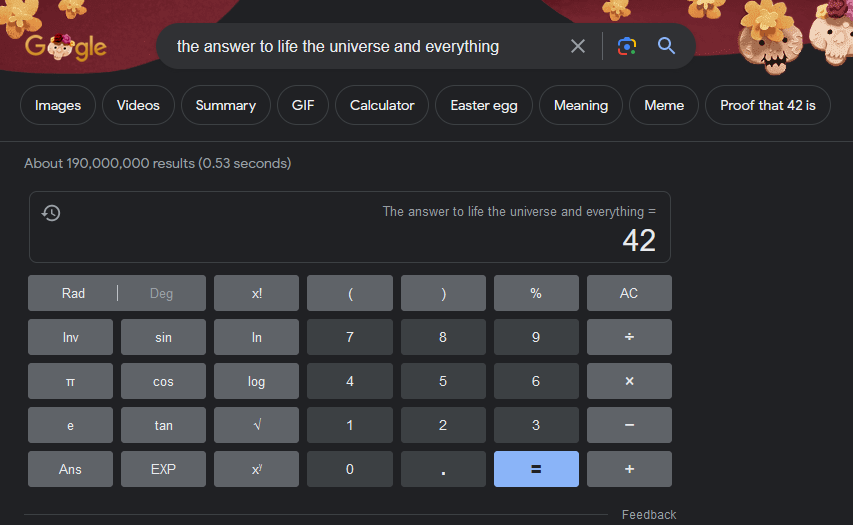 Google
the answer to life the universe and everything
Images Videos Summary GIF Calculator Easter egg Meaning Meme Proof that 42 is
About 190,000,000 results (0.53 seconds)
The answer to life the universe and everything =
42
Rad Deg x! ( ) % AC
Inv sin ln 7 8 9 ÷
π cos log 4 5 6 ×
e tan √ 1 2 3 −
Ans EXP xʸ 0 . = +
Feedback